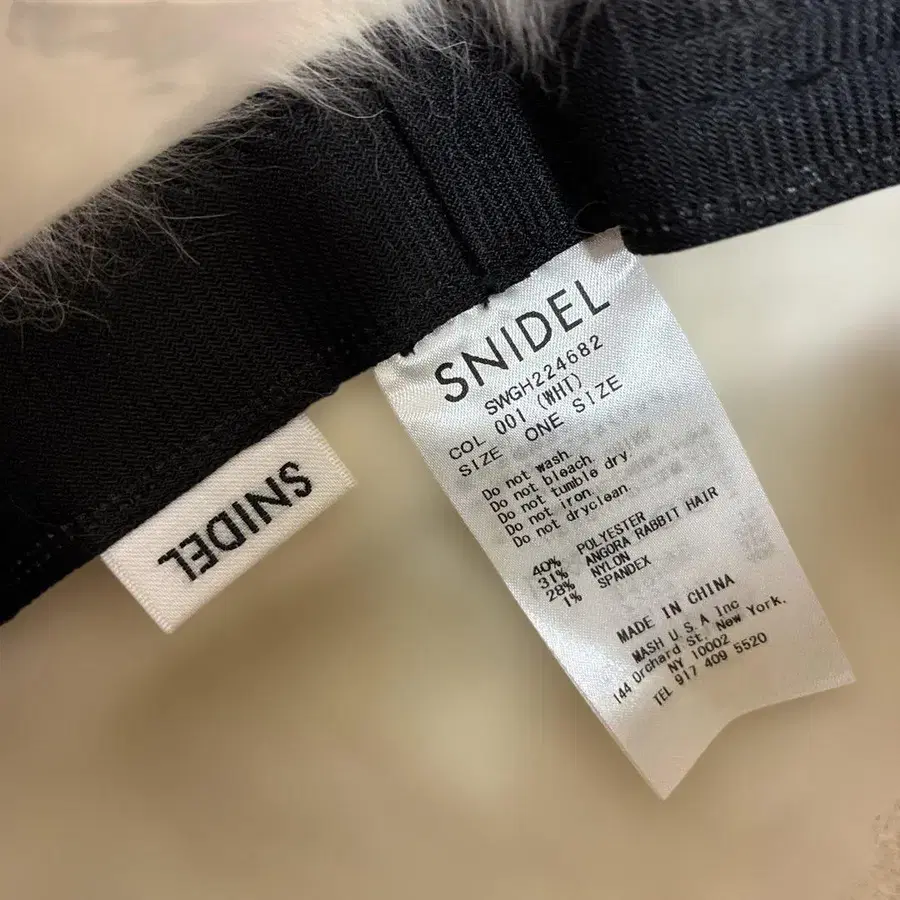 SNIDEL
SWGH224682
COL 001 (WHT)
SIZE ONE SIZE
Do not wash.
Do not bleach.
Do not tumble dry.
Do not iron.
Do not dryclean.
40% POLYESTER
31% ANGORA RABBIT HAIR
28% NYLON
1% SPANDEX
MADE IN CHINA
MASH U.S.A Inc
144 Orchard St, New York,
NY 10002
TEL 917 409 5520
SNIDEL